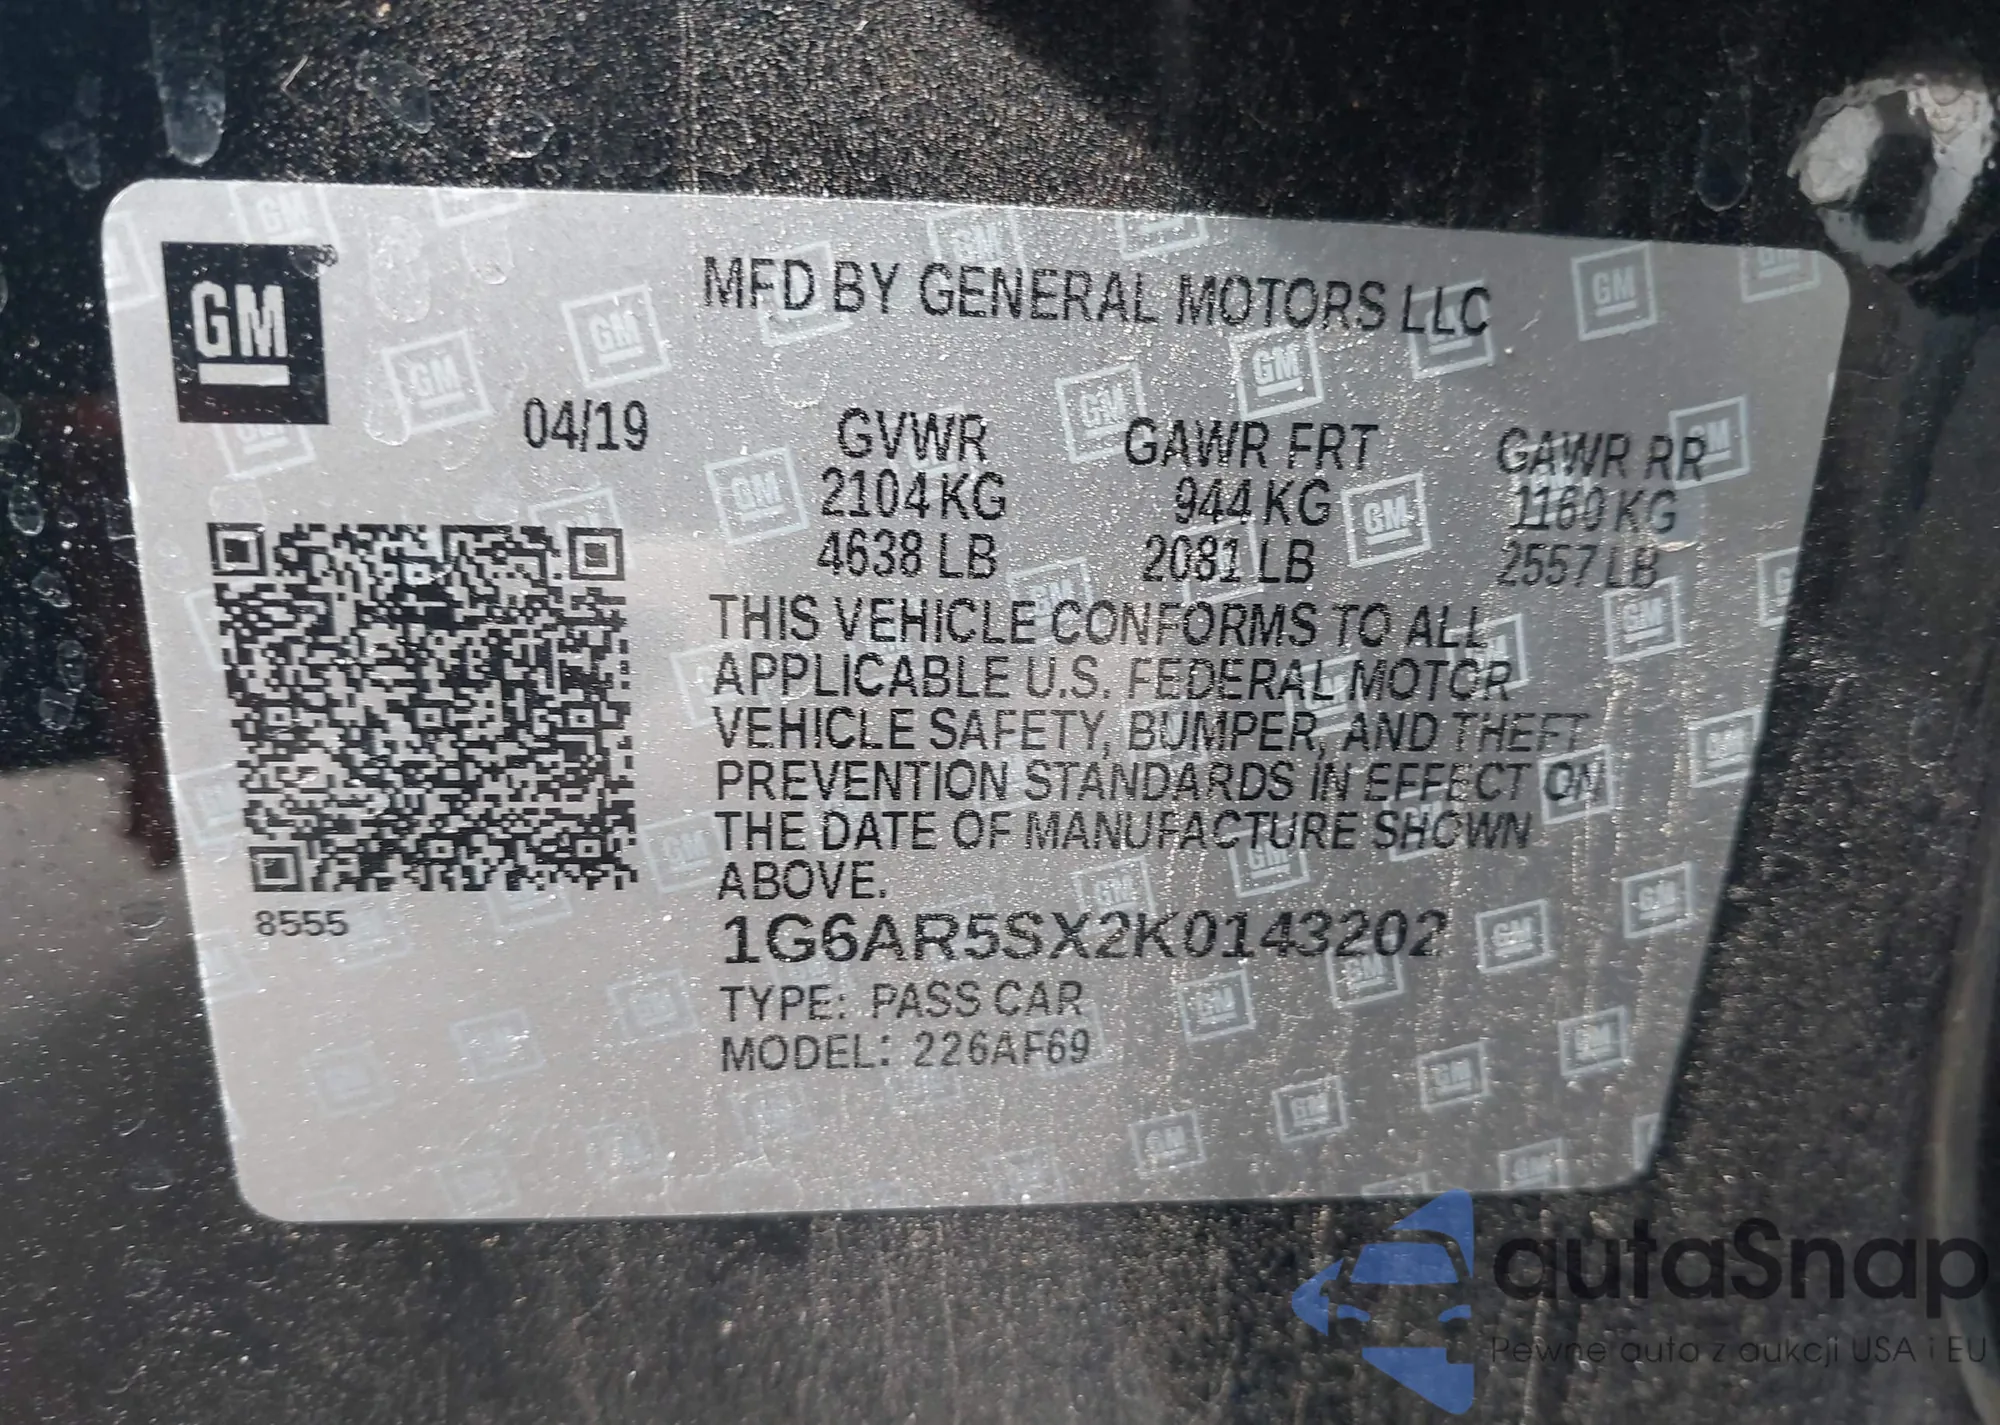 GM
MFD BY GENERAL MOTORS LLC
04/19
GVWR GAWR FRT GAWR RR
2104 KG 944 KG 1160 KG
4638 LB 2081 LB 2557 LB
THIS VEHICLE CONFORMS TO ALL
APPLICABLE U.S. FEDERAL MOTOR
VEHICLE SAFETY, BUMPER, AND THEFT
PREVENTION STANDARDS IN EFFECT ON
THE DATE OF MANUFACTURE SHOWN
ABOVE.
8555
1G6AR5SX2K0143202
TYPE: PASS CAR
MODEL: 226AF69
autaSnap
Pewne auta z aukcji USA i EU